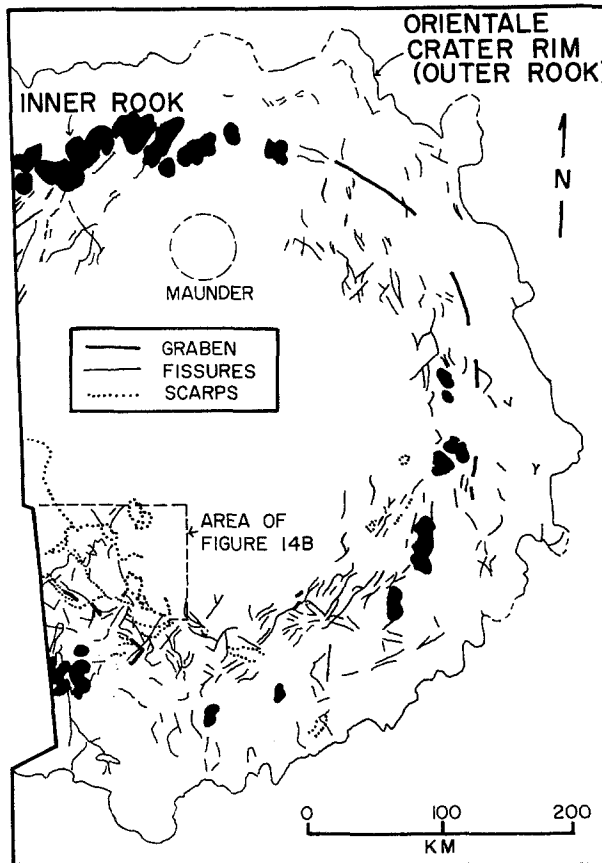 ORIENTALE
CRATER RIM
(OUTER ROOK)
INNER ROOK
N
MAUNDER
GRABEN
FISSURES
SCARPS
AREA OF
FIGURE 14B
0 100 200
KM